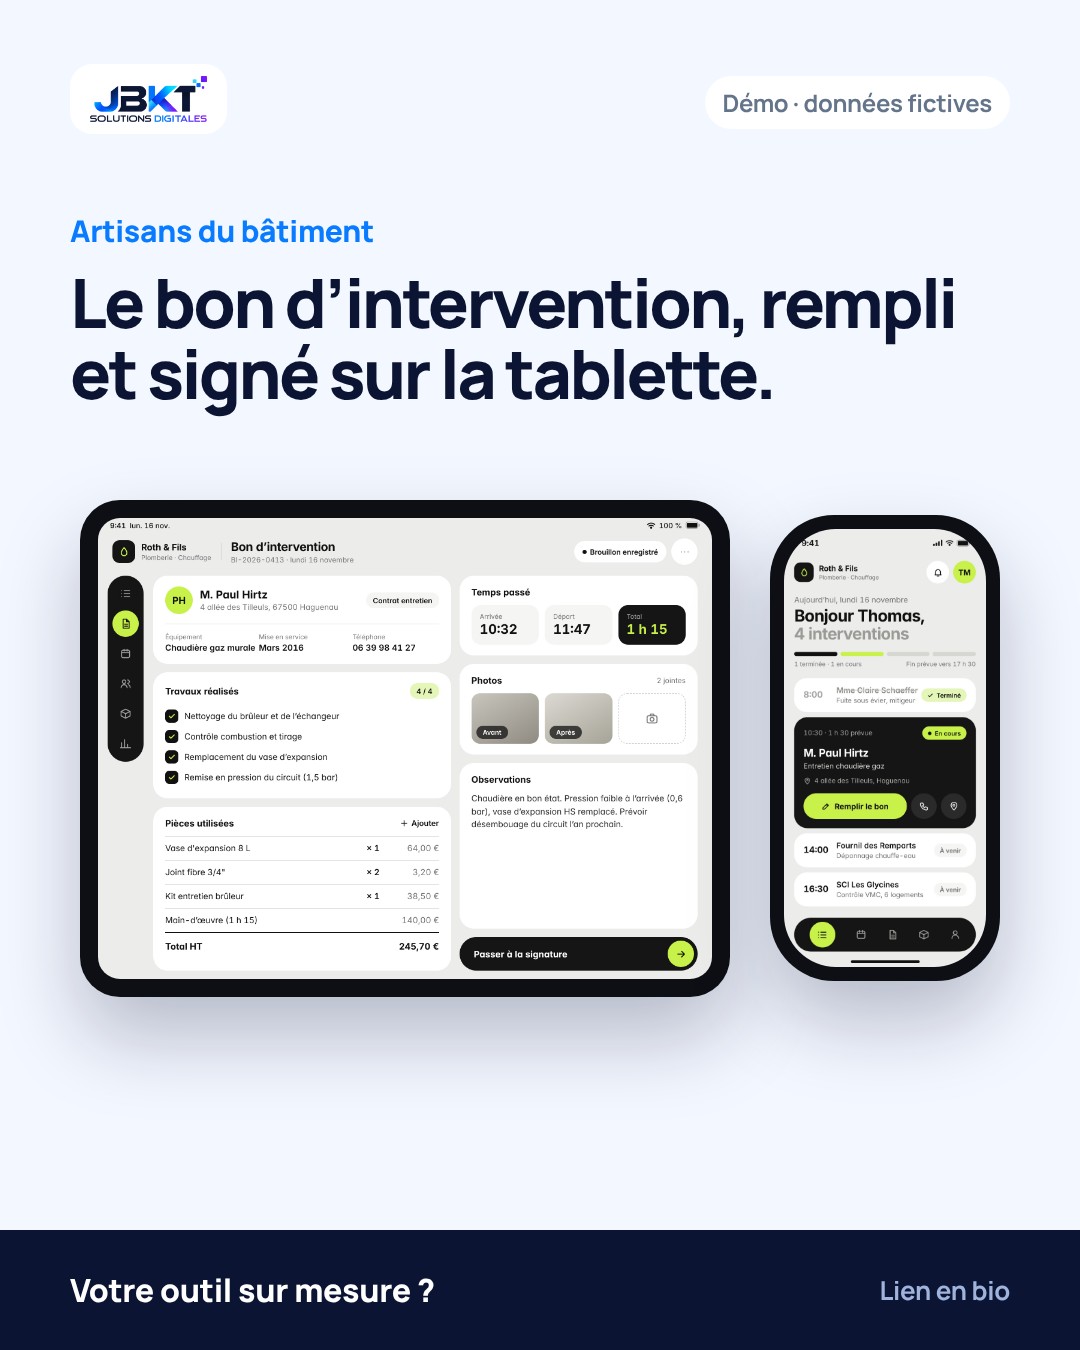 JBKT
SOLUTIONS DIGITALES
Démo · données fictives
Artisans du bâtiment
Le bon d’intervention, rempli
et signé sur la tablette.
9:41 lun. 16 nov.
100 %
Roth & Fils
Plomberie · Chauffage
Bon d’intervention
BI-2026-0413 · lundi 16 novembre
Brouillon enregistré
PH
M. Paul Hirtz
4 allée des Tilleuls, 67500 Haguenau
Contrat entretien
Équipement
Mise en service
Téléphone
Chaudière gaz murale
Mars 2016
06 39 98 41 27
Travaux réalisés
4 / 4
Nettoyage du brûleur et de l’échangeur
Contrôle combustion et tirage
Remplacement du vase d’expansion
Remise en pression du circuit (1,5 bar)
Pièces utilisées
+ Ajouter
Vase d’expansion 8 L × 1 64,00 €
Joint fibre 3/4" × 2 3,20 €
Kit entretien brûleur × 1 38,50 €
Main-d’œuvre (1 h 15) 140,00 €
Total HT 245,70 €
Temps passé
Arrivée
10:32
Départ
11:47
Total
1 h 15
Photos
2 jointes
Avant
Après
Observations
Chaudière en bon état. Pression faible à l’arrivée (0,6
bar), vase d’expansion HS remplacé. Prévoir
désembouage du circuit l’an prochain.
Passer à la signature
9:41
Roth & Fils
Plomberie · Chauffage
TM
Aujourd’hui, lundi 16 novembre
Bonjour Thomas,
4 interventions
1 terminée · 1 en cours
Fin prévue vers 17 h 30
8:00
Mme Claire Schaeffer
Fuite sous évier, mitigeur
Terminé
10:30 · 1 h 30 prévue
En cours
M. Paul Hirtz
Entretien chaudière gaz
4 allée des Tilleuls, Haguenau
Remplir le bon
14:00
Fournil des Remparts
Dépannage chauffe-eau
À venir
16:30
SCI Les Glycines
Contrôle VMC, 6 logements
À venir
Votre outil sur mesure ?
Lien en bio